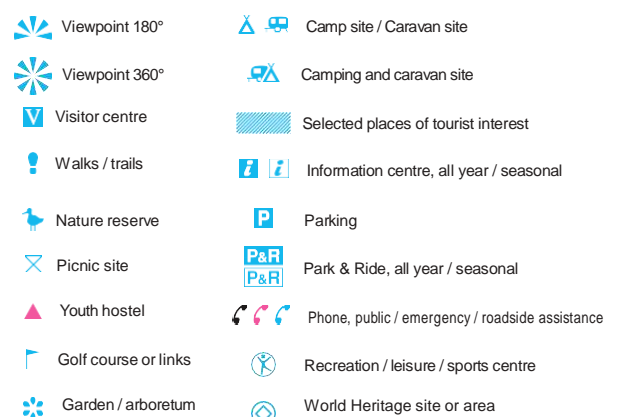 Viewpoint 180°
Viewpoint 360°
V Visitor centre
Walks / trails
Nature reserve
Picnic site
Youth hostel
Golf course or links
Garden / arboretum
Camp site / Caravan site
Camping and caravan site
Selected places of tourist interest
i i Information centre, all year / seasonal
P Parking
P&R
P&R
Park & Ride, all year / seasonal
Phone, public / emergency / roadside assistance
Recreation / leisure / sports centre
World Heritage site or area